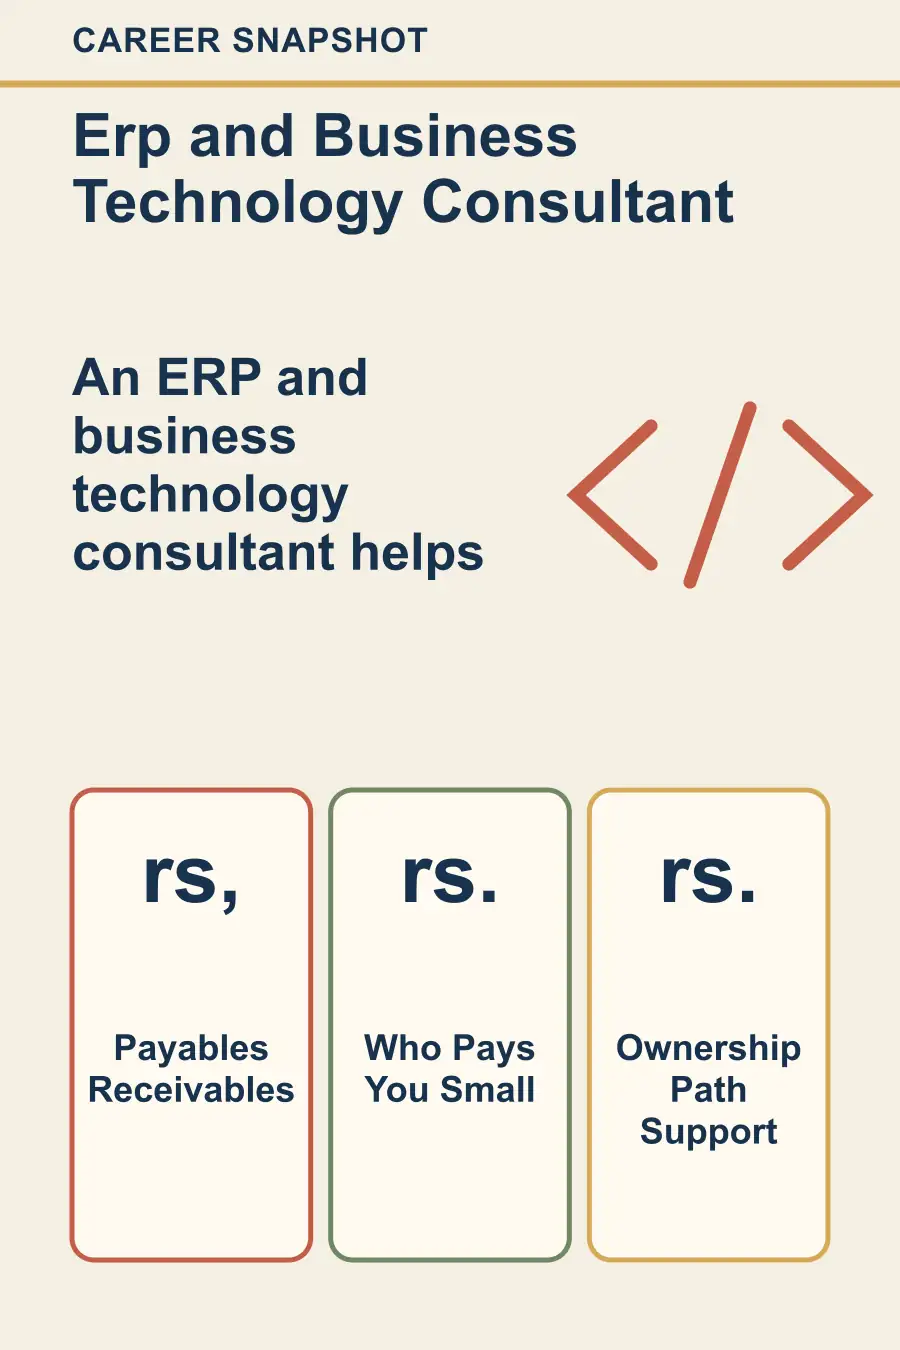 CAREER SNAPSHOT
Erp and Business
Technology Consultant
An ERP and
business
technology
consultant helps
rs,
Payables
Receivables
rs.
Who Pays
You Small
rs.
Ownership
Path
Support